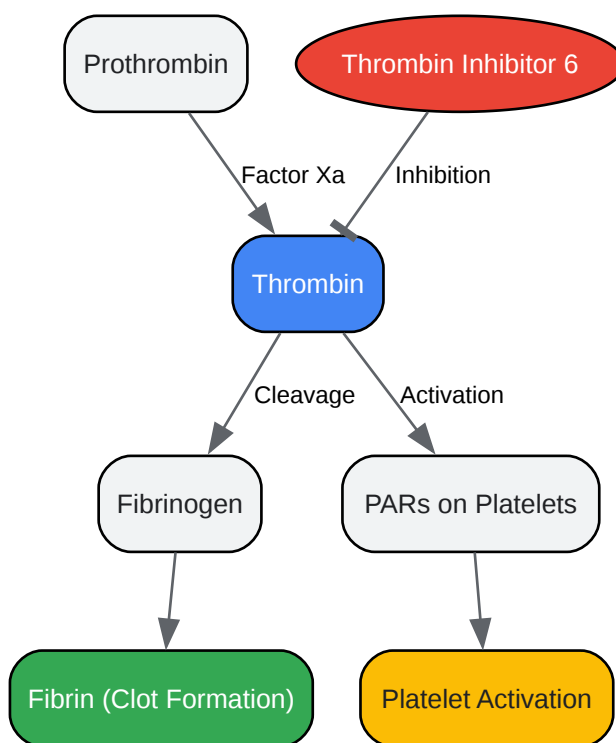 Prothrombin
Thrombin Inhibitor 6
Factor Xa
Inhibition
Thrombin
Cleavage
Activation
Fibrinogen
PARs on Platelets
Fibrin (Clot Formation)
Platelet Activation